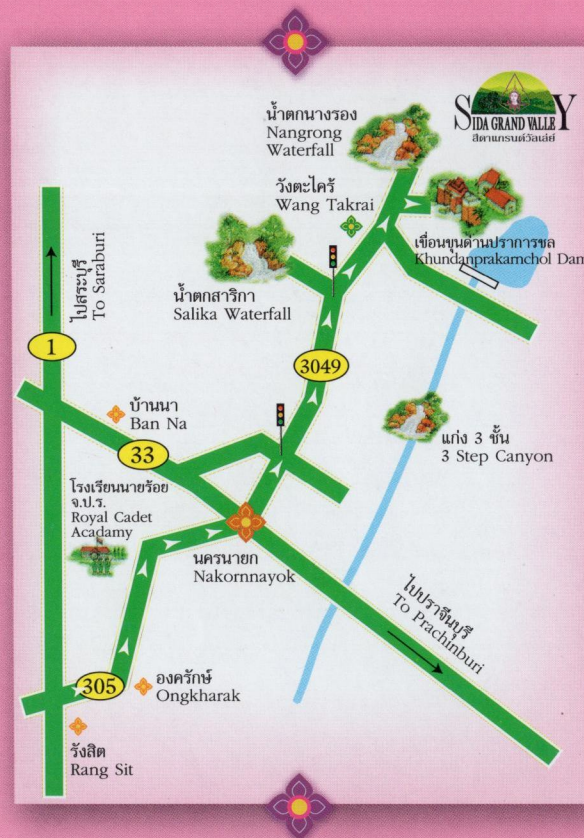 น้ำตกนางรอง
Nangrong
Waterfall
SIDA GRAND VALLEY
สีดาแกรนด์วัลเล่ย์
วังตะไคร้
Wang Takrai
เขื่อนขุนด่านปราการชล
Khundanprakarnchol Dam
น้ำตกสาริกา
Salika Waterfall
ไปสระบุรี
To Saraburi
1
3049
บ้านนา
Ban Na
33
แก่ง 3 ชั้น
3 Step Canyon
โรงเรียนนายร้อย
จ.ป.ร.
Royal Cadet
Acadamy
นครนายก
Nakornnayok
ไปปราจีนบุรี
To Prachinburi
305
องครักษ์
Ongkharak
รังสิต
Rang Sit